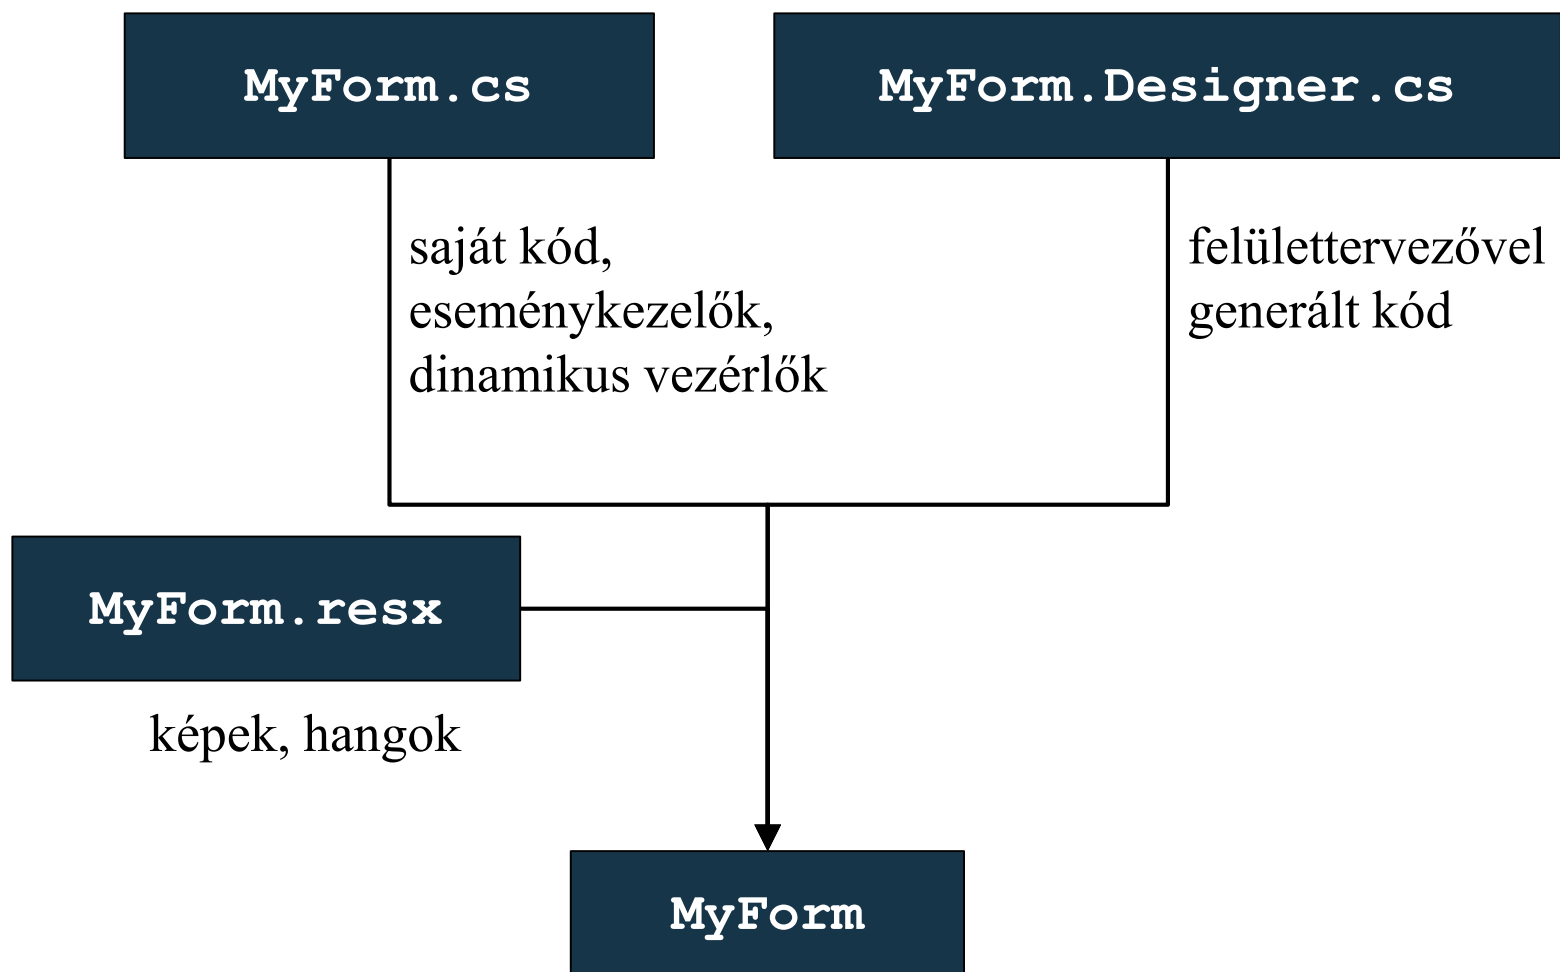 MyForm.cs
MyForm.Designer.cs
saját kód,
eseménykezelők,
dinamikus vezérlők
felülettervezővel
generált kód
MyForm.resx
képek, hangok
MyForm